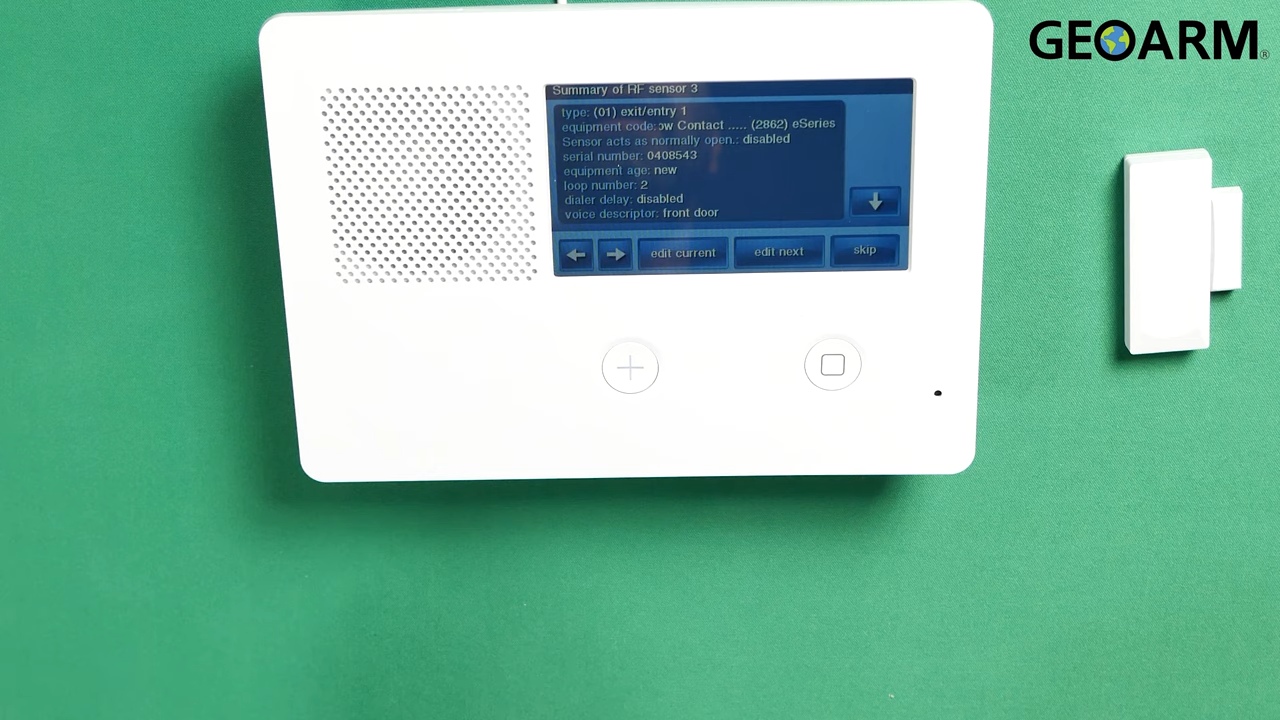 GEOARM®
Summary of RF sensor 3
type: (01) exit/entry 1
equipment code: ow Contact ..... (2862) eSeries
Sensor acts as normally open.: disabled
serial number: 0408543
equipment age: new
loop number: 2
dialer delay: disabled
voice descriptor: front door
edit current
edit next
skip